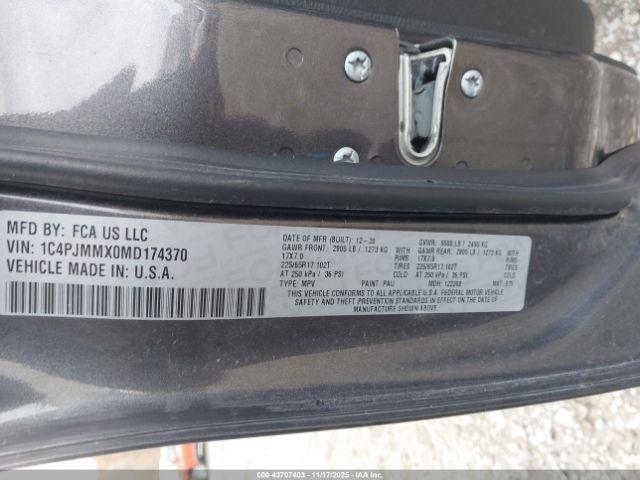 MFD BY: FCA US LLC
VIN: 1C4PJMMX0MD174370
VEHICLE MADE IN: U.S.A.
DATE OF MFR (BUILT): 12-20
GAWR FRONT: 2805 LB / 1273 KG
17X7.0
225/65R17 102T
AT 250 kPa / 36 PSI
TYPE: MPV
PAINT: PAU
GVWR: 5500 LB / 2495 KG
WITH GAWR REAR: 2805 LB / 1273 KG WITH
RIMS 17X7.0 RIMS
TIRES 225/65R17 102T TIRES
COLD AT 250 kPa / 36 PSI COLD
MDH: 
THIS VEHICLE CONFORMS TO ALL APPLICABLE U.S.A. FEDERAL MOTOR VEHICLE
SAFETY AND THEFT PREVENTION STANDARDS IN EFFECT ON THE DATE OF
MANUFACTURE SHOWN ABOVE.
000-43707403 11/17/2025 IAAI.COM